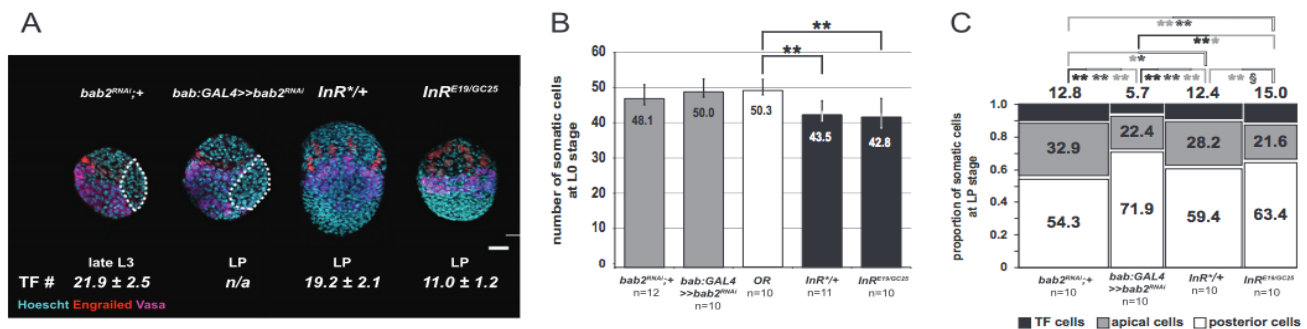 A
bab2RNAi;+ bab:GAL4>>bab2RNAi InR*/+ InRE19/GC25
late L3 LP LP LP
TF # 21.9 ± 2.5 n/a 19.2 ± 2.1 11.0 ± 1.2
Hoescht Engrailed Vasa
B
** 
**
number of somatic cells
at L0 stage
60
50
40
30
20
10
0
48.1 50.0 50.3 43.5 42.8
bab2RNAi;+ bab:GAL4 OR InR*/+ InRE19/GC25
>>bab2RNAi
n=12 n=10 n=10 n=11 n=10
C
** **
***
**
** ** ** ** ** ** ** §
12.8 5.7 12.4 15.0
proportion of somatic cells
at LP stage
1.0
0.8
0.6
0.4
0.2
0
32.9 22.4 28.2 21.6
54.3 71.9 59.4 63.4
bab2RNAi;+ bab:GAL4 InR*/+ InRE19/GC25
>>bab2RNAi
n=10 n=10 n=10 n=10
TF cells apical cells posterior cells